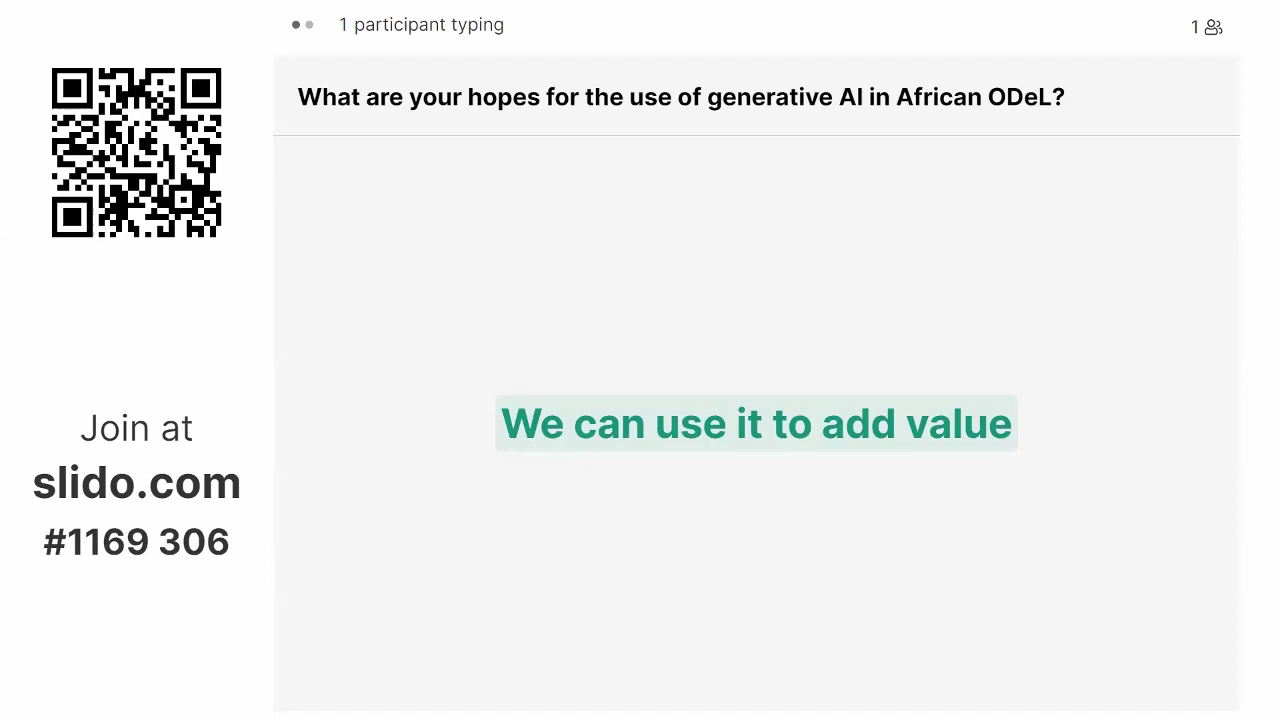 1 participant typing
1
What are your hopes for the use of generative AI in African ODeL?
We can use it to add value
Join at
slido.com
#1169 306